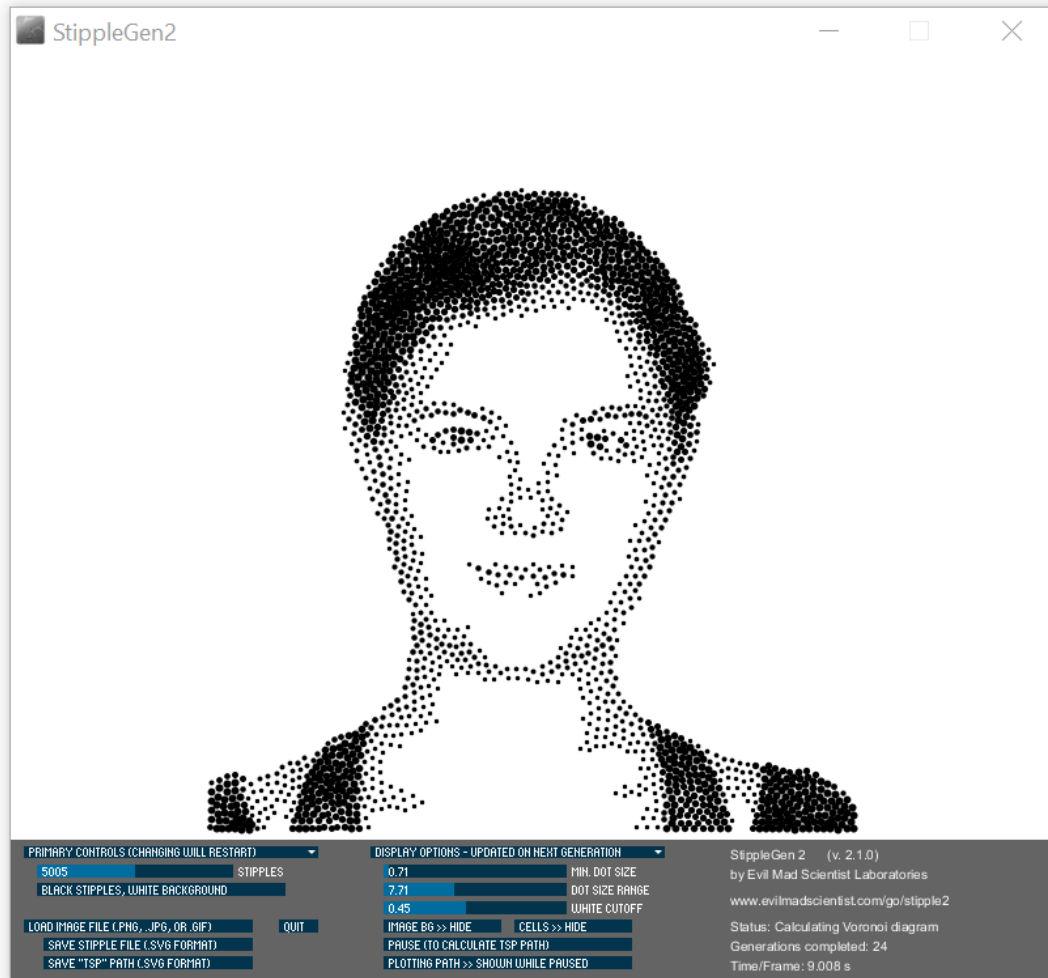 StippleGen2
PRIMARY CONTROLS (CHANGING WILL RESTART)
5005 STIPPLES
BLACK STIPPLES, WHITE BACKGROUND
LOAD IMAGE FILE (.PNG, .JPG, OR .GIF) QUIT
SAVE STIPPLE FILE (.SVG FORMAT)
SAVE "TSP" PATH (.SVG FORMAT)
DISPLAY OPTIONS - UPDATED ON NEXT GENERATION
0.71 MIN. DOT SIZE
7.71 DOT SIZE RANGE
0.45 WHITE CUTOFF
IMAGE BG >> HIDE CELLS >> HIDE
PAUSE (TO CALCULATE TSP PATH)
PLOTTING PATH >> SHOWN WHILE PAUSED
StippleGen 2 (v. 2.1.0)
by Evil Mad Scientist Laboratories
www.evilmadscientist.com/go/stipple2
Status: Calculating Voronoi diagram
Generations completed: 24
Time/Frame: 9.008 s